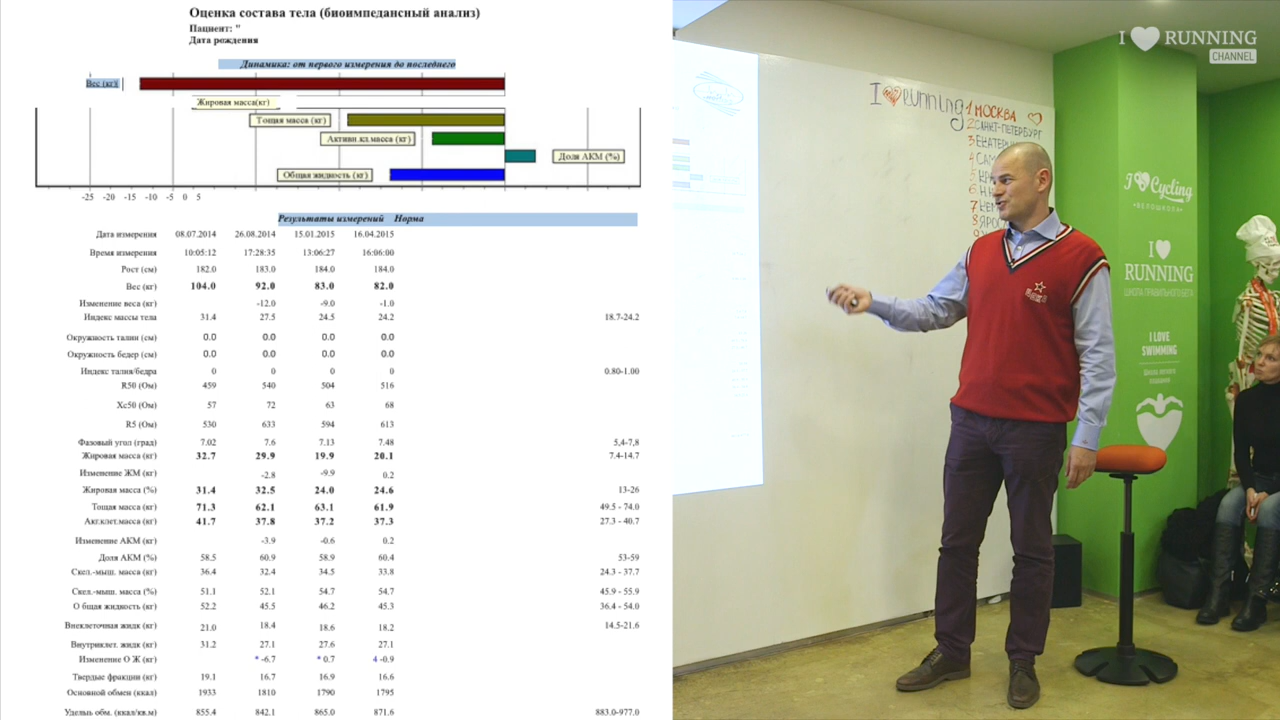 Оценка состава тела (биоимпедансный анализ)
Пациент: "
Дата рождения
Динамика: от первого измерения до последнего
Вес (кг)
Жировая масса(кг)
Тощая масса (кг)
Активн.кл.масса (кг)
Доля АКМ (%)
Общая жидкость (кг)
-25 -20 -15 -10 -5 0 5
Результаты измерений Норма
Дата измерения 08.07.2014 26.08.2014 15.01.2015 16.04.2015
Время измерения 10:05:12 17:28:35 13:06:27 16:06:00
Рост (см) 182.0 183.0 184.0 184.0
Вес (кг) 104.0 92.0 83.0 82.0
Изменение веса(кг) -12.0 -9.0 -1.0
Индекс массы тела 31.4 27.5 24.5 24.2 18.7-24.2
Окружность талии (см) 0.0 0.0 0.0 0.0
Окружность бедер (см) 0.0 0.0 0.0 0.0
Индекс талия/бедра 0 0 0 0 0.80-1.00
R50 (Ом) 459 540 504 516
Xc50 (Ом) 57 72 63 68
R5 (Ом) 530 633 594 613
Фазовый угол (град) 7.02 7.6 7.13 7.48 5,4-7,8
Жировая масса (кг) 32.7 29.9 19.9 20.1 7.4-14.7
Изменение ЖМ (кг) -2.8 -9.9 0.2
Жировая масса (%) 31.4 32.5 24.0 24.6 13-26
Тощая масса (кг) 71.3 62.1 63.1 61.9 49.5 - 74.0
Акт.клет.масса (кг) 41.7 37.8 37.2 37.3 27.3 - 40.7
Изменение АКМ (кг) -3.9 -0.6 0.2
Доля АКМ (%) 58.5 60.9 58.9 60.4 53-59
Скел.-мыш. масса (кг) 36.4 32.4 34.5 33.8 24.3 - 37.7
Скел.-мыш. масса (%) 51.1 52.1 54.7 54.7 45.9 - 55.9
О бщая жидкость (кг) 52.2 45.5 46.2 45.3 36.4 - 54.0
Внеклеточная жидк (кг) 21.0 18.4 18.6 18.2 14.5-21.6
Внутриклет. жидк (кг) 31.2 27.1 27.6 27.1
Изменение О Ж (кг) * -6.7 * 0.7 4 -0.9
Твердые фракции (кг) 19.1 16.7 16.9 16.6
Основной обмен (ккал) 1933 1810 1790 1795
Удельн обм. (ккал/кв.м) 855.4 842.1 865.0 871.6 883.0-977.0
I RUNNING
CHANNEL
I Running
1 МОСКВА
2 САНКТ-ПЕТЕРБУРГ
3
4
5
6
7
8
9
I Cycling
ВЕЛОШКОЛА
I
RUNNING
ШКОЛА ПРАВИЛЬНОГО БЕГА
I LOVE
SWIMMING